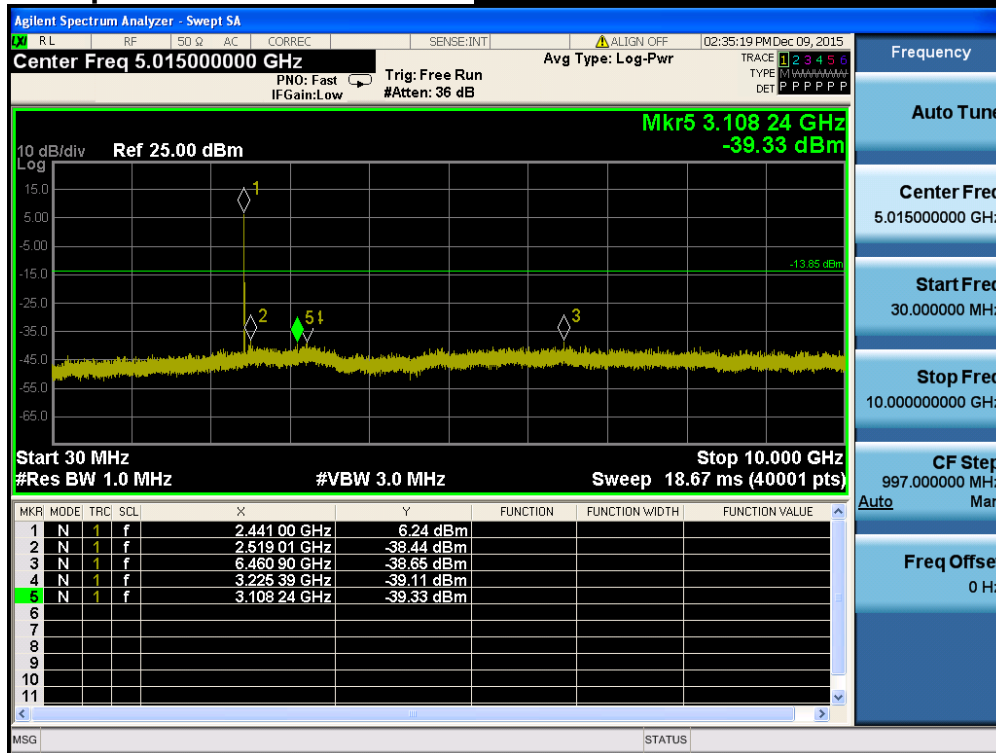 Agilent Spectrum Analyzer - Swept SA
LXI RL RF 50 Ω AC CORREC SENSE:INT ALIGN OFF 02:35:19 PM Dec 09, 2015
Center Freq 5.015000000 GHz
PNO: Fast
IFGain:Low
Trig: Free Run
#Atten: 36 dB
Avg Type: Log-Pwr
TRACE 1 2 3 4 5 6
TYPE M
DET P P P P P P
Mkr5 3.108 24 GHz
-39.33 dBm
10 dB/div Ref 25.00 dBm
Log
15.0
5.00
-5.00
-15.0
-25.0
-35.0
-45.0
-55.0
-65.0
1
-13.85 dBm
2
5
3
Start 30 MHz Stop 10.000 GHz
#Res BW 1.0 MHz #VBW 3.0 MHz Sweep 18.67 ms (40001 pts)
MKR MODE TRC SCL X Y FUNCTION FUNCTION WIDTH FUNCTION VALUE
1 N 1 f 2.441 00 GHz 6.24 dBm
2 N 1 f 2.519 01 GHz -38.44 dBm
3 N 1 f 6.460 90 GHz -38.65 dBm
4 N 1 f 3.225 39 GHz -39.11 dBm
5 N 1 f 3.108 24 GHz -39.33 dBm
6
7
8
9
10
11
MSG STATUS
Frequency
Auto Tune
Center Freq
5.015000000 GHz
Start Freq
30.000000 MHz
Stop Freq
10.000000000 GHz
CF Step
997.000000 MHz
Auto Man
Freq Offset
0 Hz